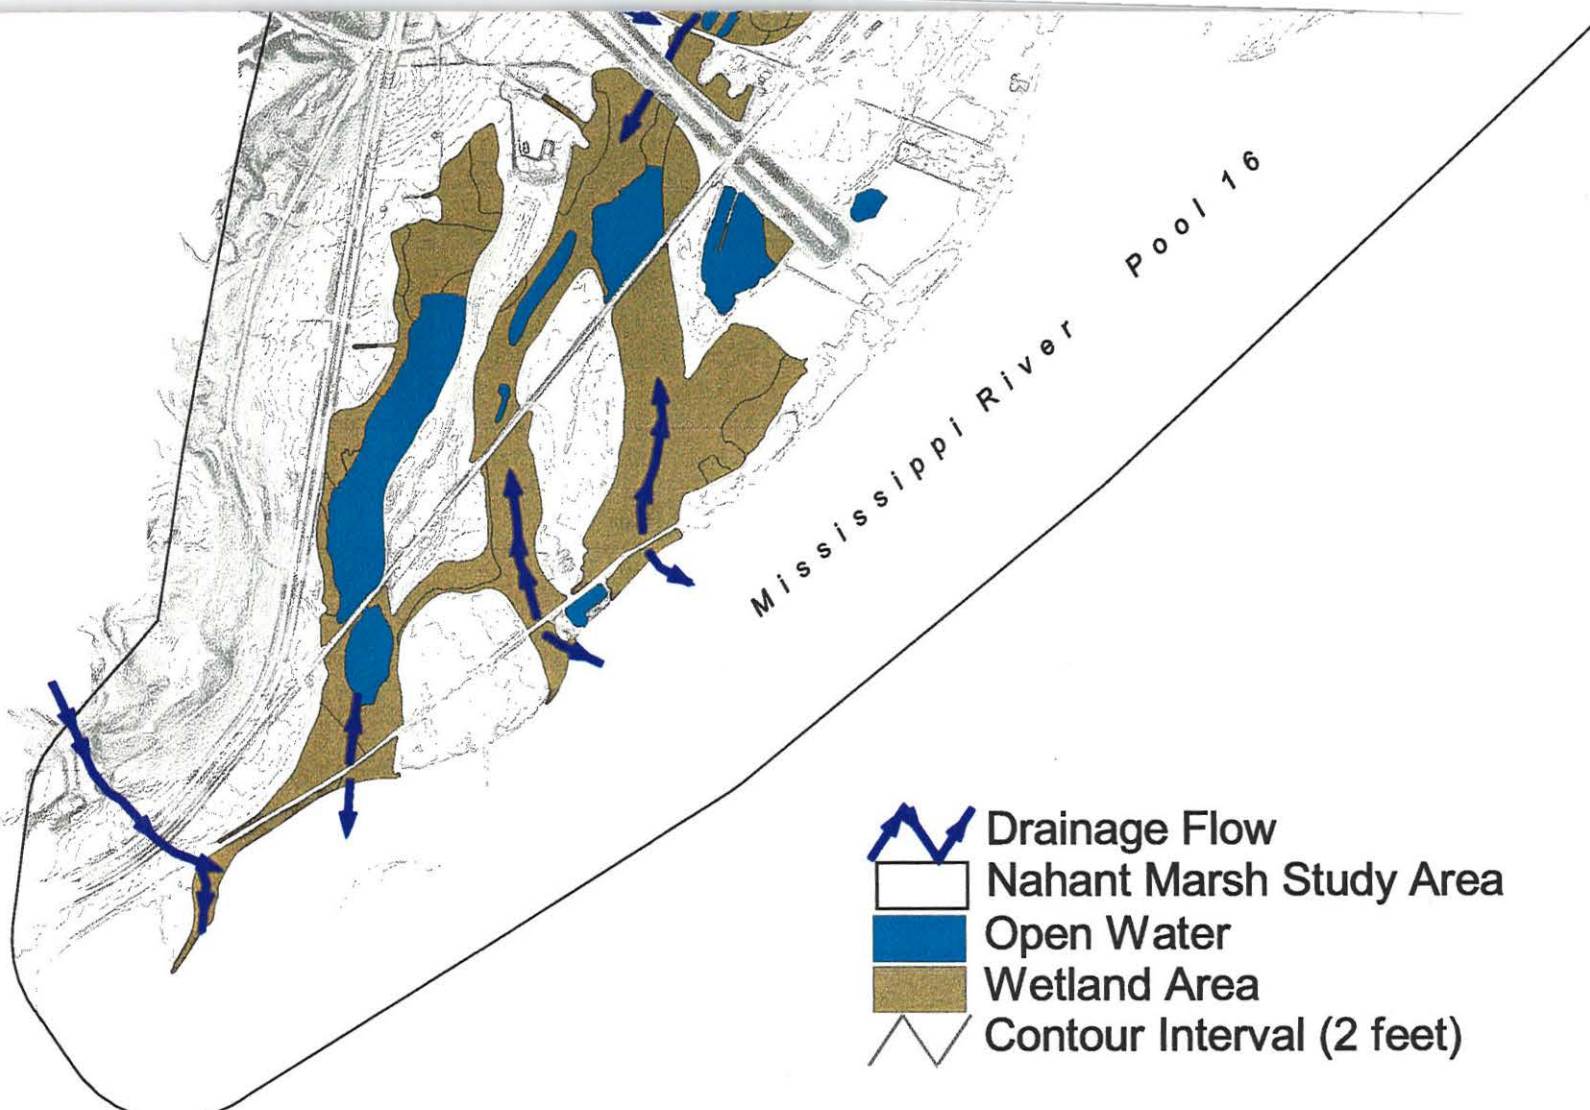 Mississippi River Pool 16
Drainage Flow
Nahant Marsh Study Area
Open Water
Wetland Area
Contour Interval (2 feet)